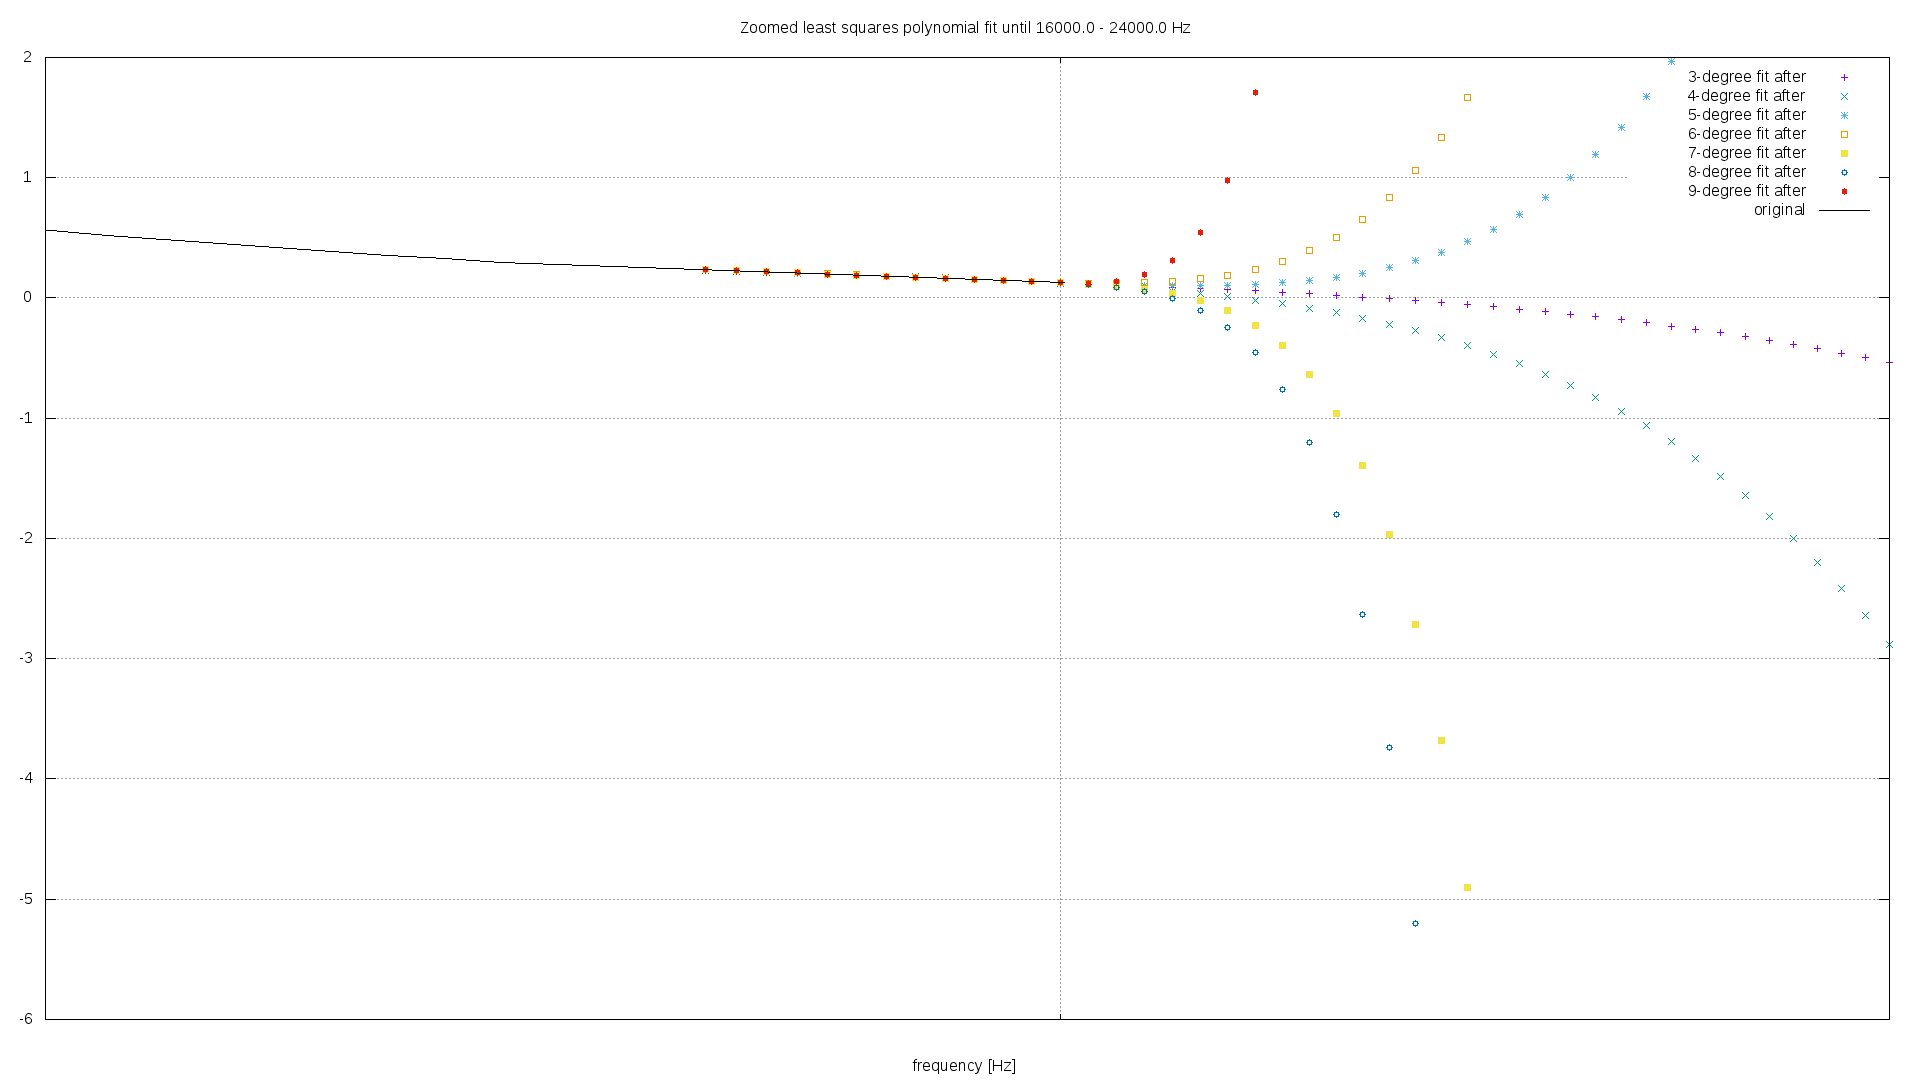 Zoomed least squares polynomial fit until 16000.0 - 24000.0 Hz
2
1
0
-1
-2
-3
-4
-5
-6
3-degree fit after
4-degree fit after
5-degree fit after
6-degree fit after
7-degree fit after
8-degree fit after
9-degree fit after
original
frequency [Hz]